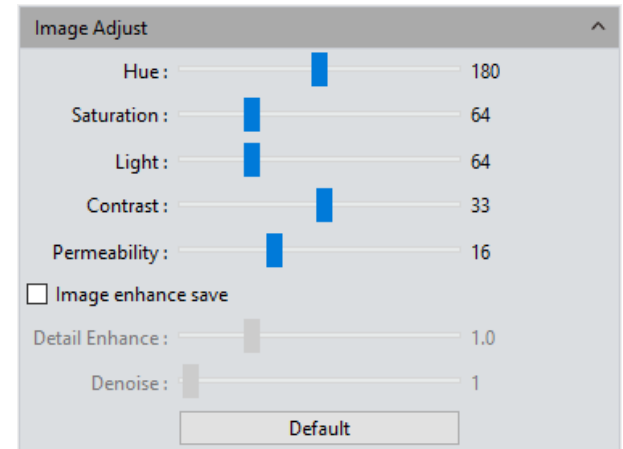 Image Adjust
Hue : 180
Saturation : 64
Light : 64
Contrast : 33
Permeability : 16
Image enhance save
Detail Enhance : 1.0
Denoise : 1
Default